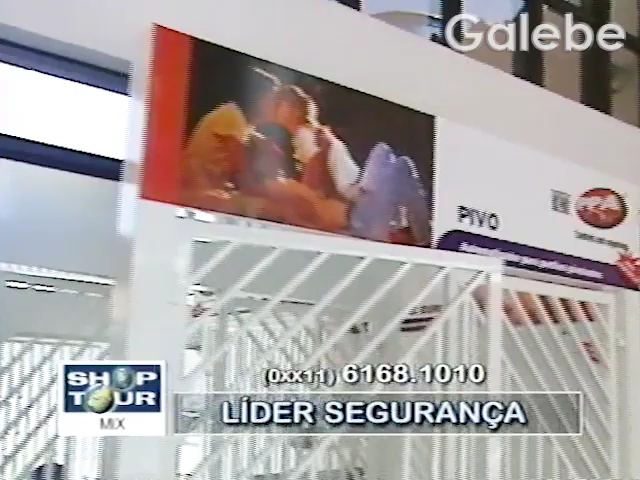 Galebe
PIVO
(0XX11) 6168.1010
SHOP
TOUR
MIX
LÍDER SEGURANÇA